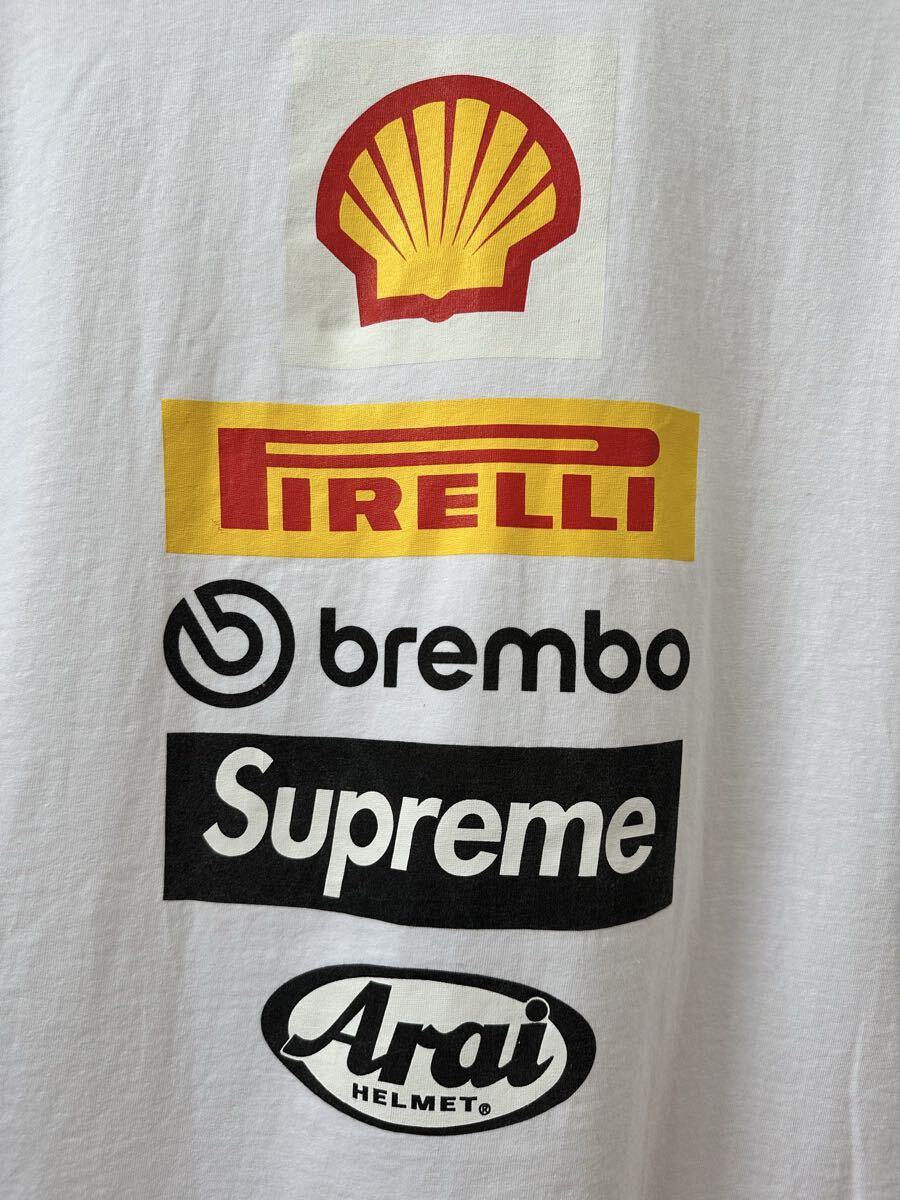 PIRELLI
brembo
Supreme
Arai
HELMET®